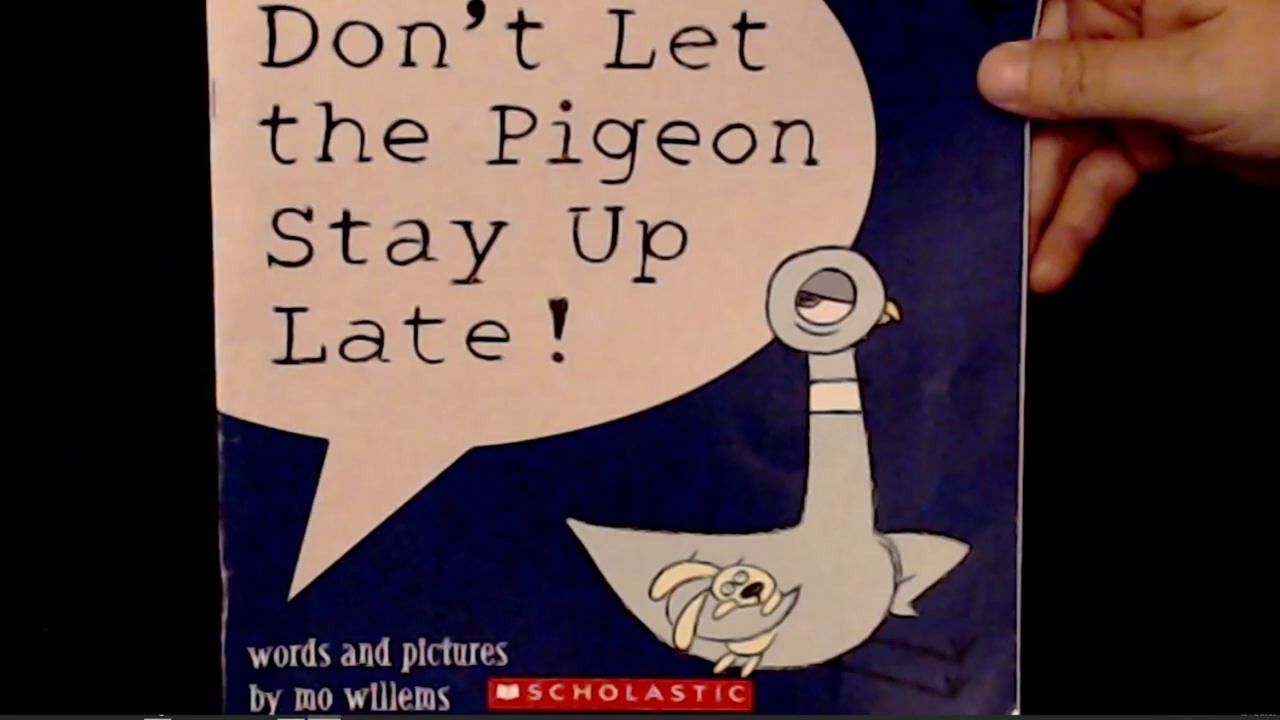 Don't Let
the Pigeon
Stay Up
Late!
words and pictures
by mo willems
SCHOLASTIC